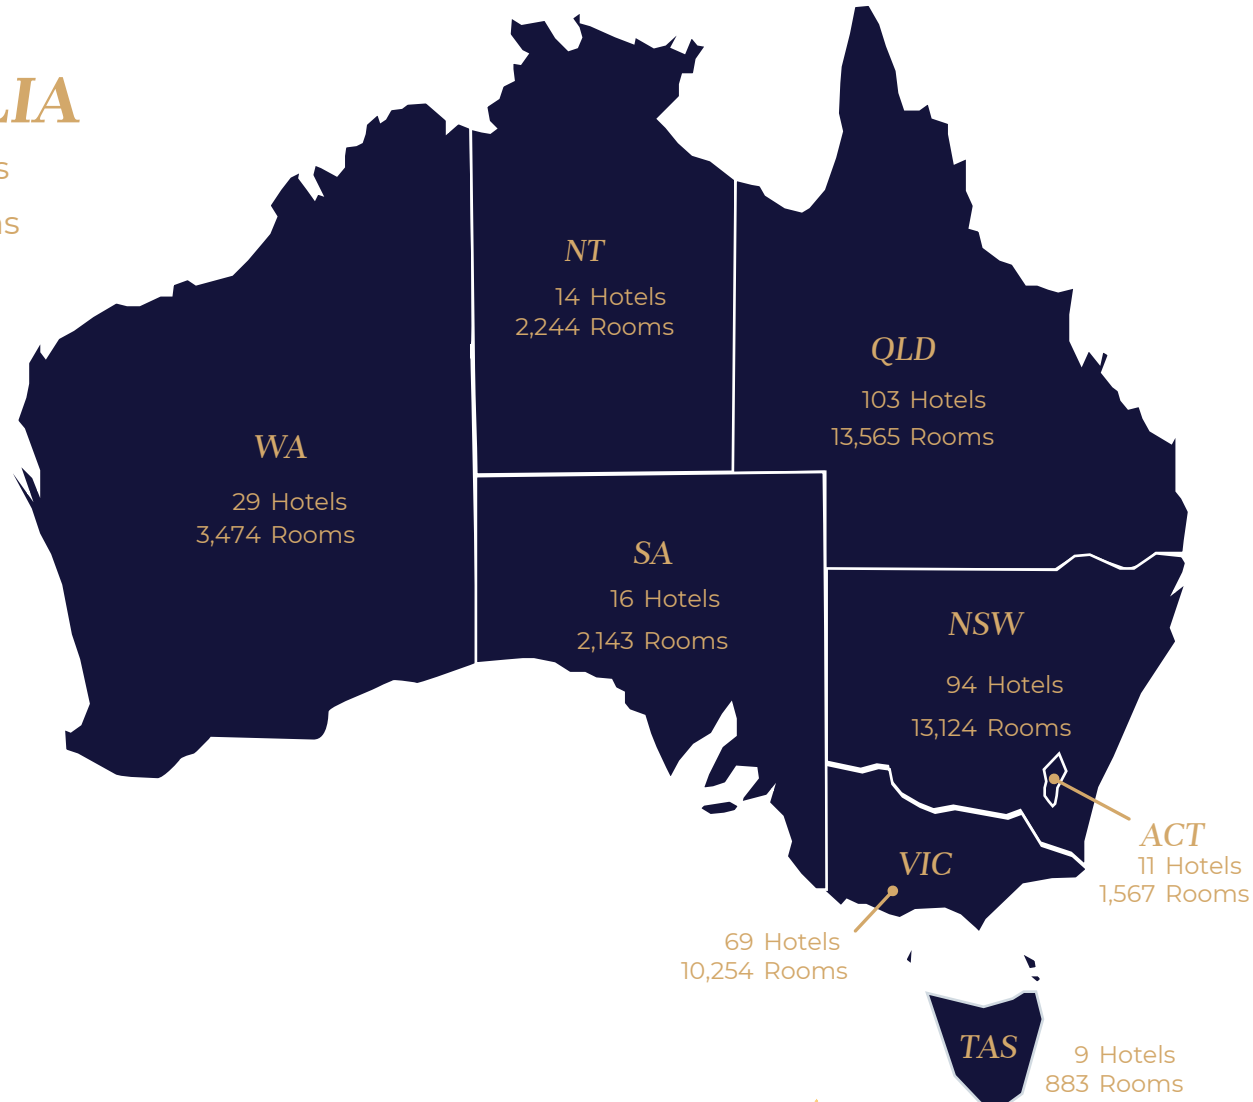 LIA
s
ns
NT
14 Hotels
2,244 Rooms
QLD
103 Hotels
13,565 Rooms
WA
29 Hotels
3,474 Rooms
SA
16 Hotels
2,143 Rooms
NSW
94 Hotels
13,124 Rooms
ACT
11 Hotels
1,567 Rooms
VIC
69 Hotels
10,254 Rooms
TAS
9 Hotels
883 Rooms